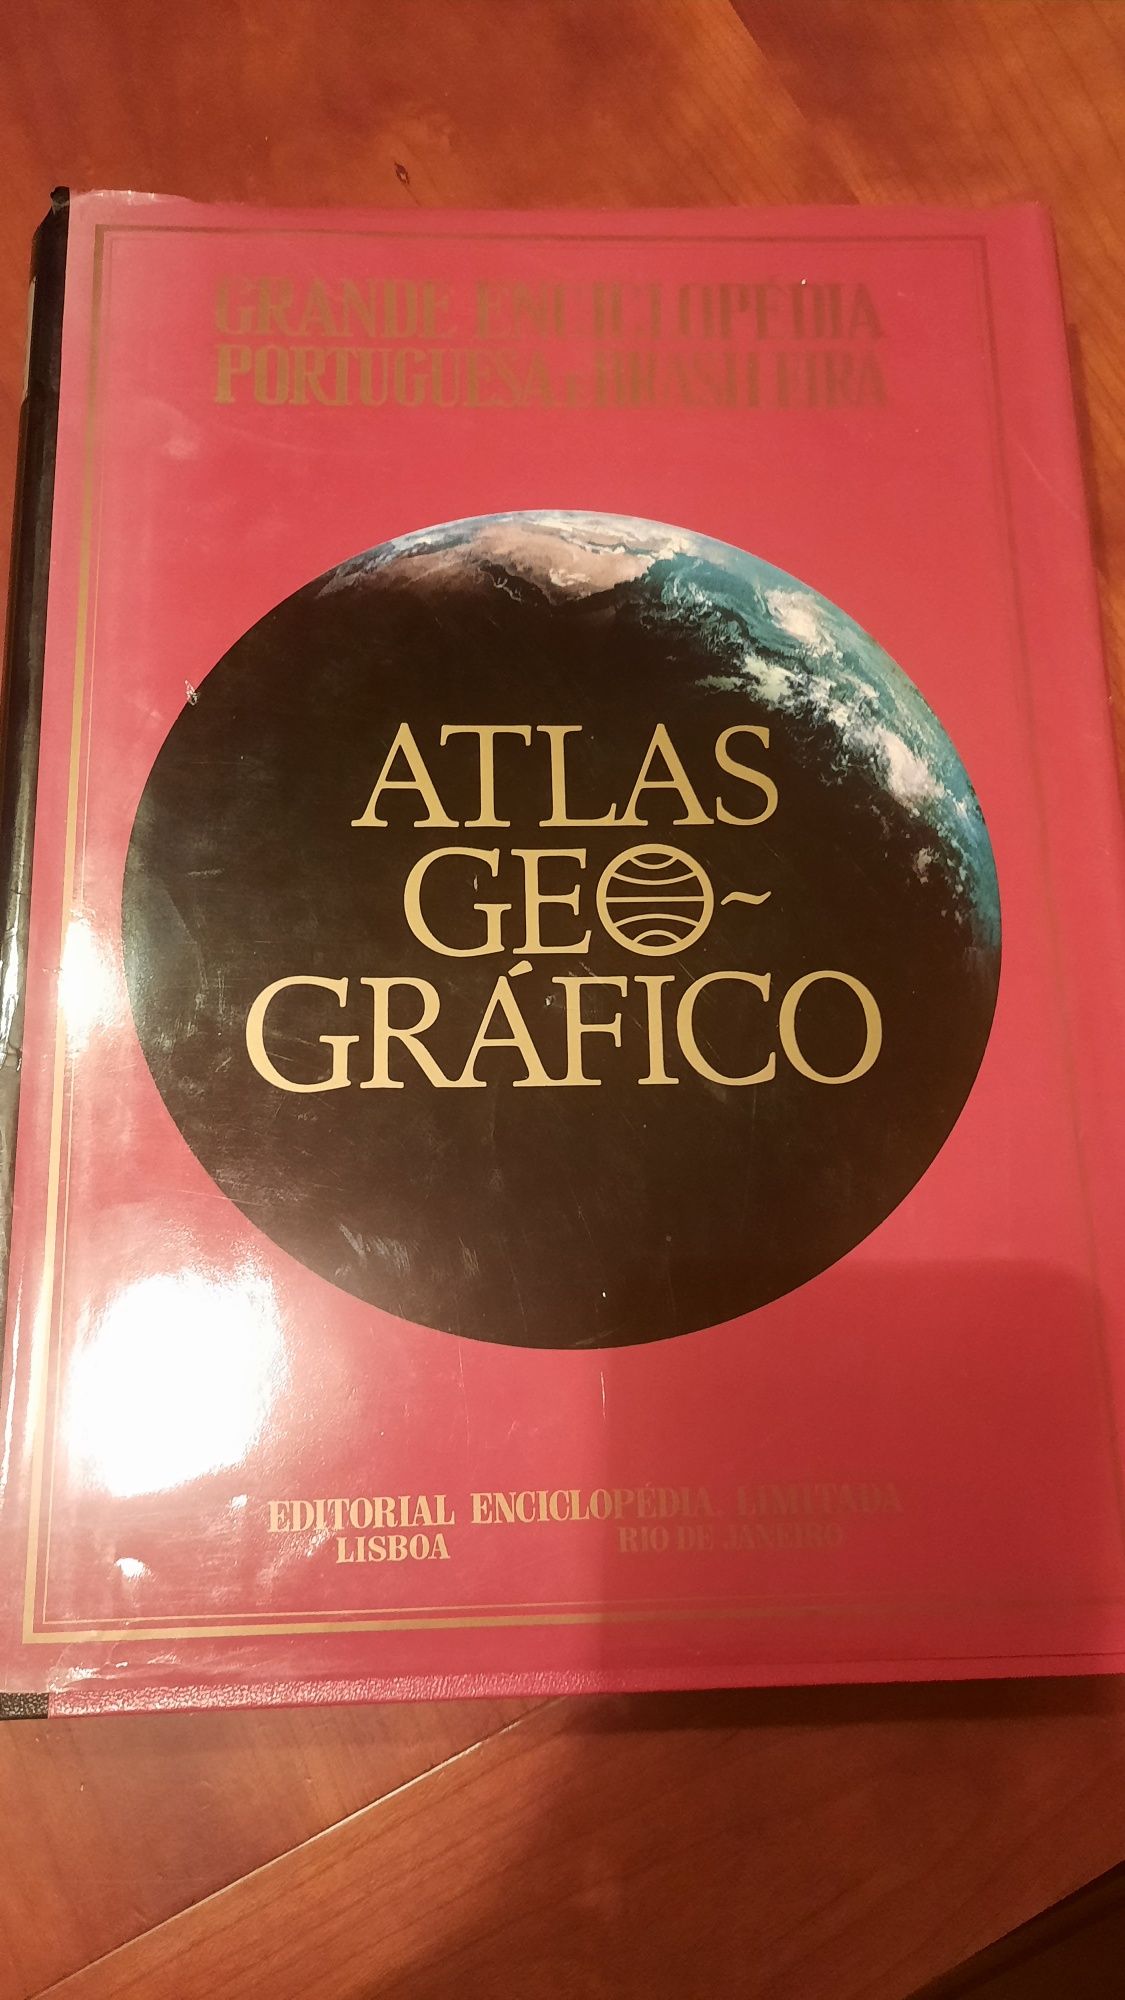 GRANDE ENCICLOPÉDIA
PORTUGUESA E BRASILEIRA
ATLAS
GEO~
GRÁFICO
EDITORIAL ENCICLOPÉDIA, LIMITADA
LISBOA RIO DE JANEIRO